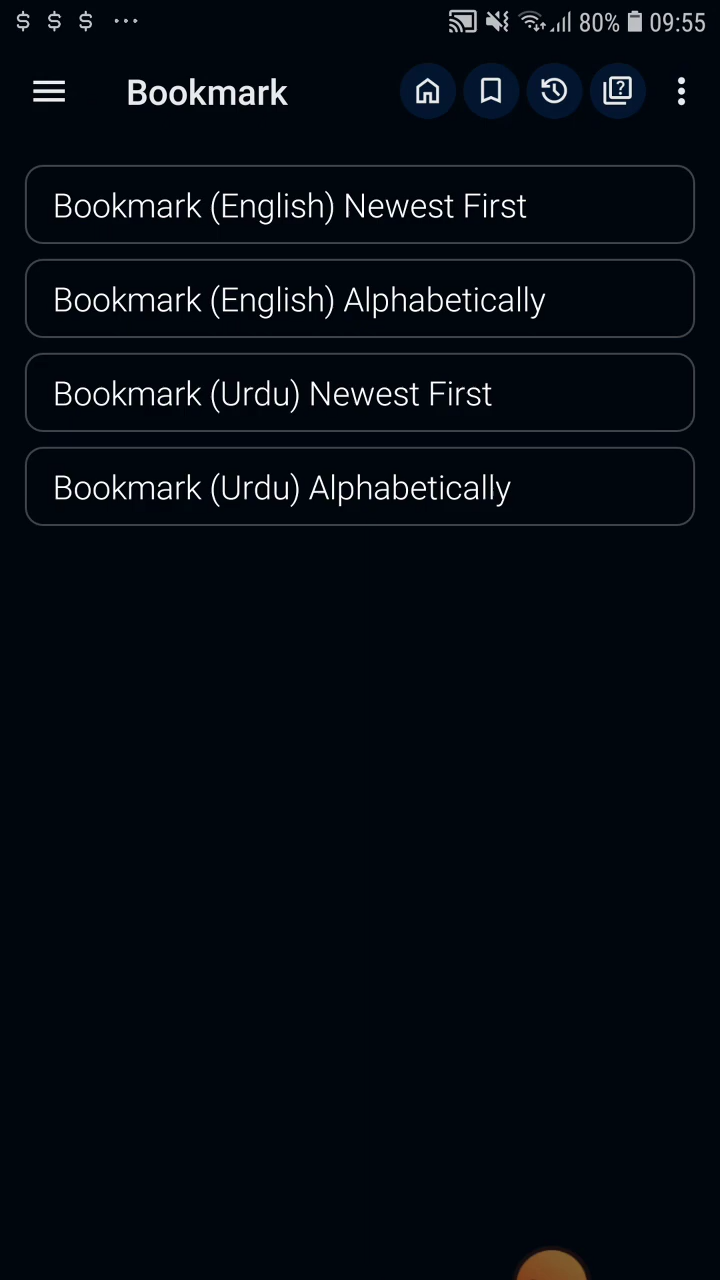 $ $ $ ... 80% 09:55
Bookmark
Bookmark (English) Newest First
Bookmark (English) Alphabetically
Bookmark (Urdu) Newest First
Bookmark (Urdu) Alphabetically